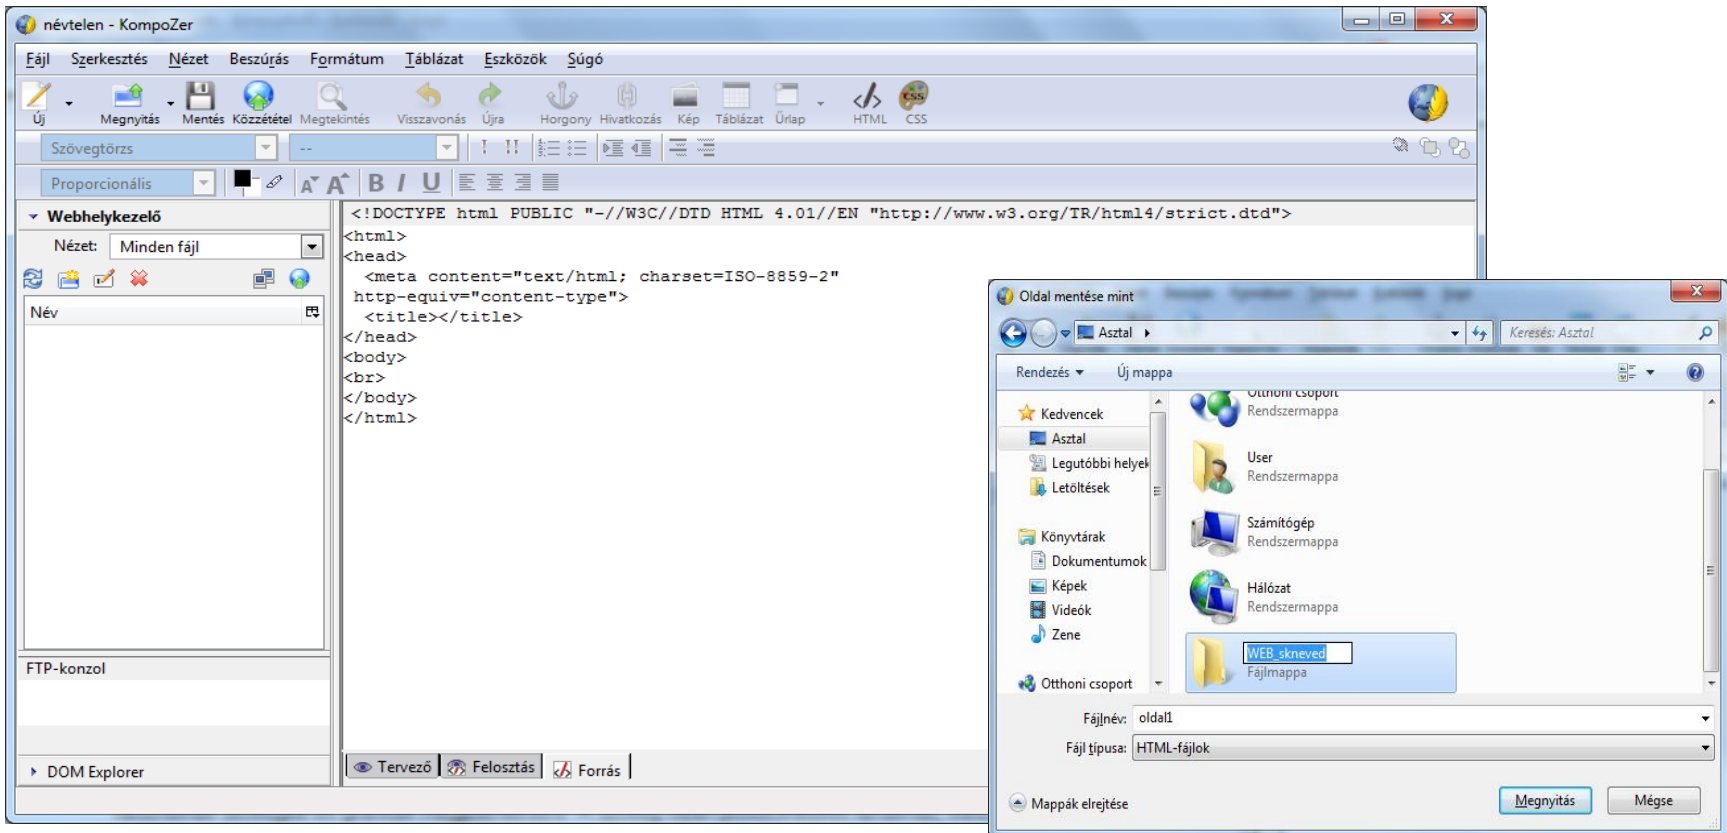 névtelen - KompoZer
Fájl Szerkesztés Nézet Beszúrás Formátum Táblázat Eszközök Súgó
Új Megnyitás Mentés Közzététel Megtekintés Visszavonás Újra Horgony Hivatkozás Kép Táblázat Űrlap HTML CSS
Szövegtörzs --
Proporcionális
Webhelykezelő
Nézet: Minden fájl
Név
FTP-konzol
DOM Explorer
<!DOCTYPE html PUBLIC "-//W3C//DTD HTML 4.01//EN "http://www.w3.org/TR/html4/strict.dtd">
<html>
<head>
<meta content="text/html; charset=ISO-8859-2"
http-equiv="content-type">
<title></title>
</head>
<body>
<br>
</body>
</html>
Tervező Felosztás Forrás
Oldal mentése mint
Asztal
Keresés: Asztal
Rendezés Új mappa
Kedvencek
Asztal
Legutóbbi helyek
Letöltések
Könyvtárak
Dokumentumok
Képek
Videók
Zene
Otthoni csoport
Otthoni csoport
Rendszermappa
User
Rendszermappa
Számítógép
Rendszermappa
Hálózat
Rendszermappa
WEB_skneved
Fájlmappa
Fájlnév: oldal1
Fájl típusa: HTML-fájlok
Mappák elrejtése
Megnyitás Mégse